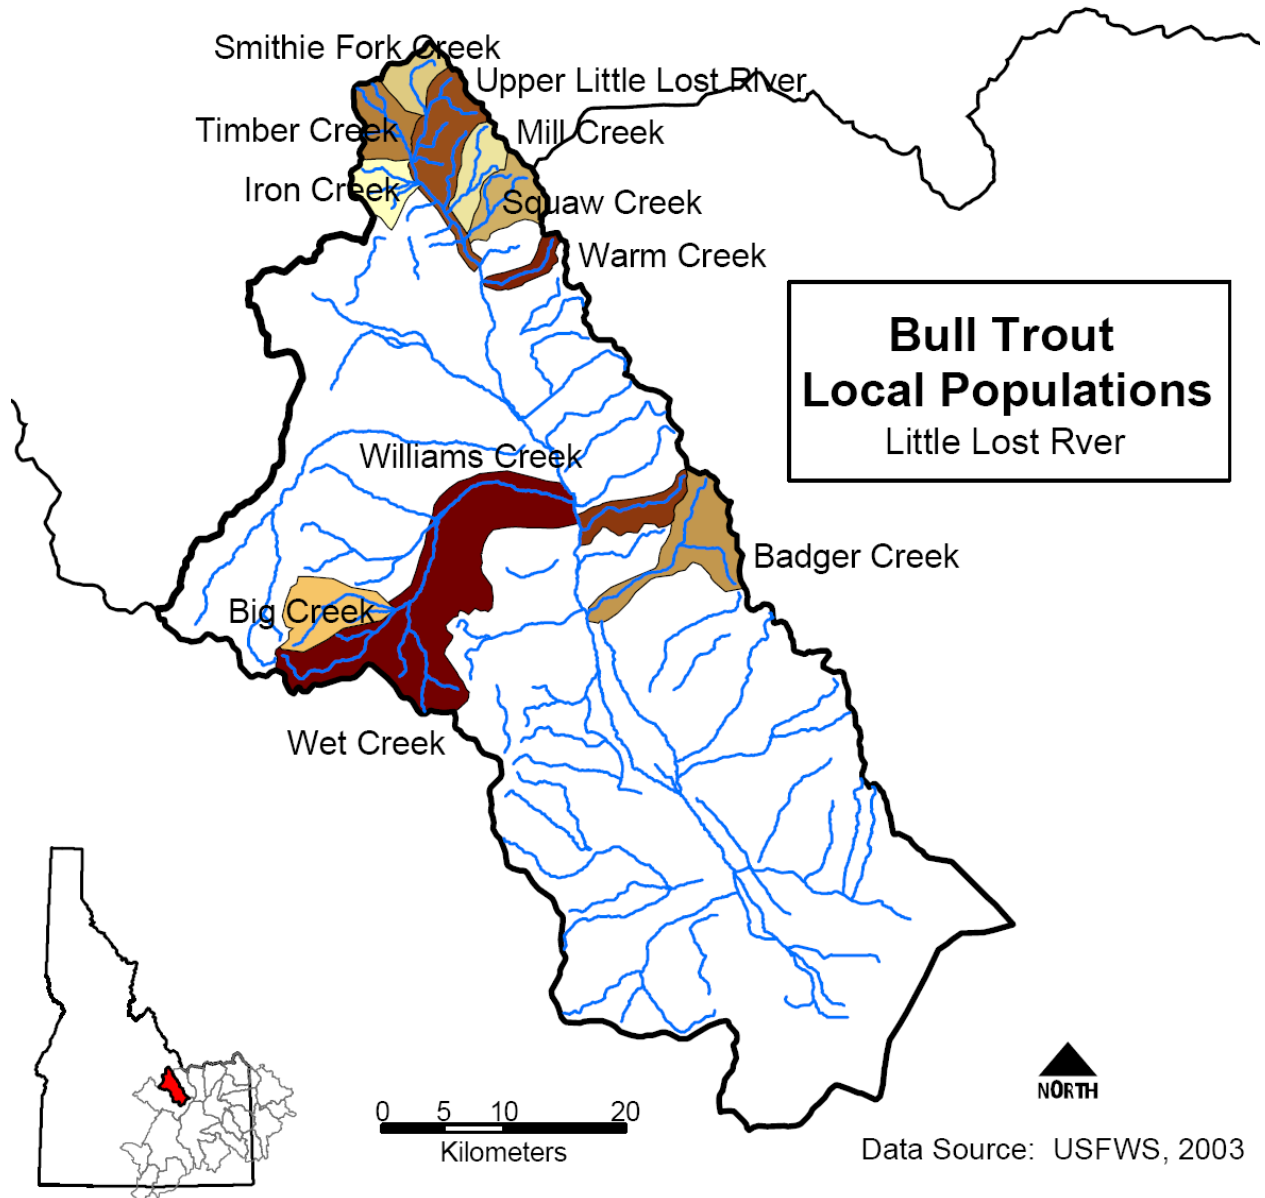 Smithie Fork Creek
Upper Little Lost RIver
Timber Creek
Mill Creek
Iron Creek
Squaw Creek
Warm Creek
Bull Trout
Local Populations
Little Lost Rver
Williams Creek
Badger Creek
Big Creek
Wet Creek
0 5 10 20
Kilometers
NORTH
Data Source: USFWS, 2003